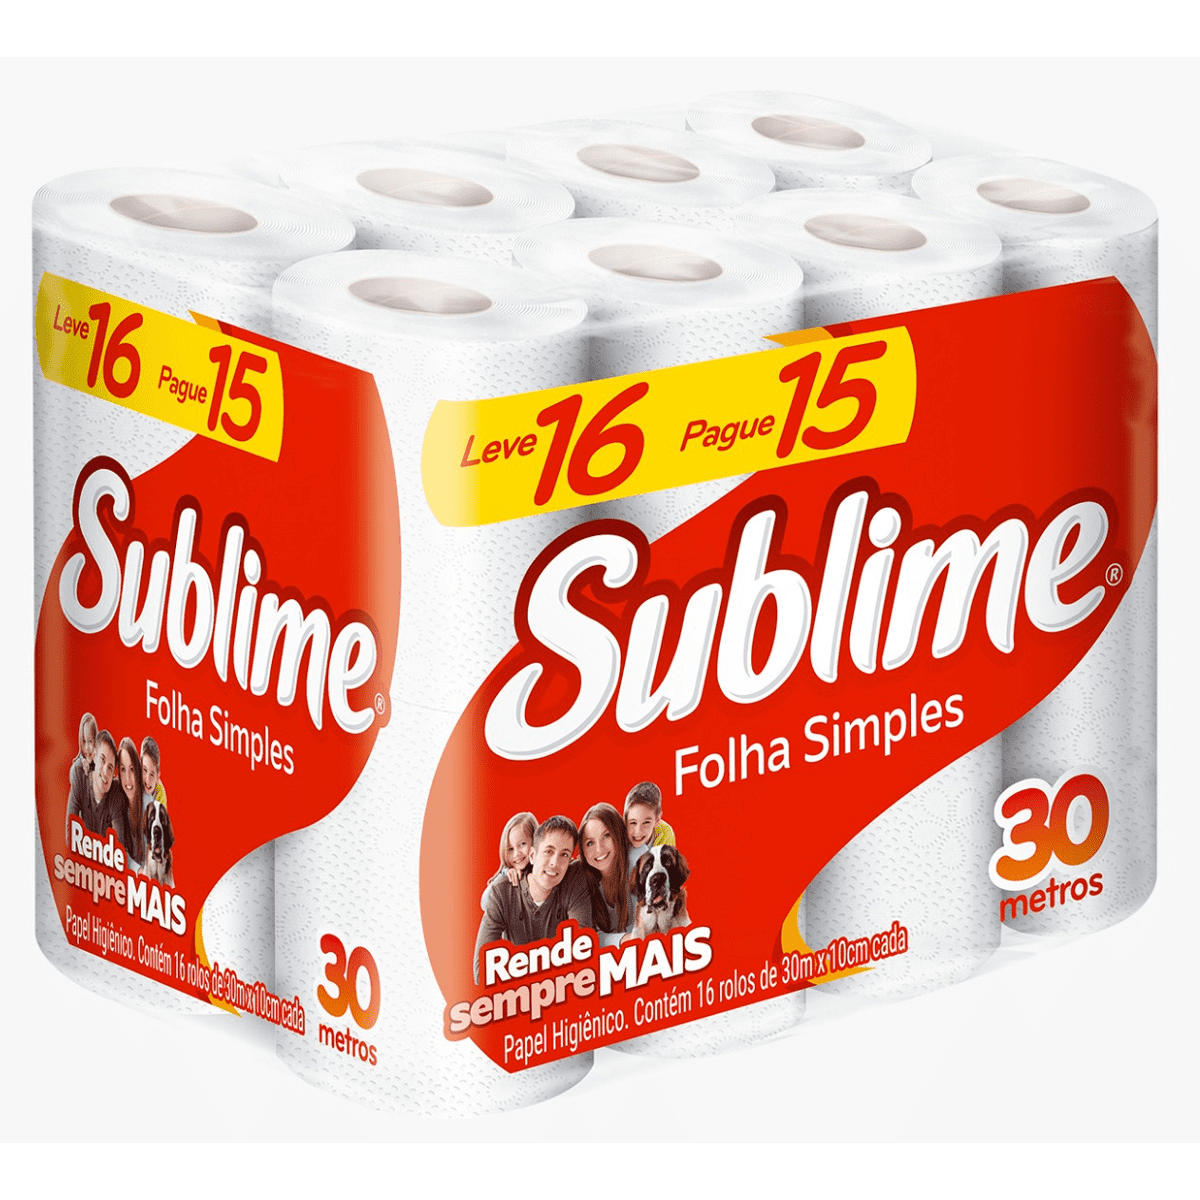 Leve 16 Pague 15
Sublime®
Folha Simples
Rende
sempre MAIS
Papel Higiênico. Contém 16 rolos de 30m x 10cm cada
30
metros
Leve 16 Pague 15
Sublime®
Folha Simples
Rende
sempre MAIS
Papel Higiênico. Contém 16 rolos de 30m x 10cm cada
30
metros